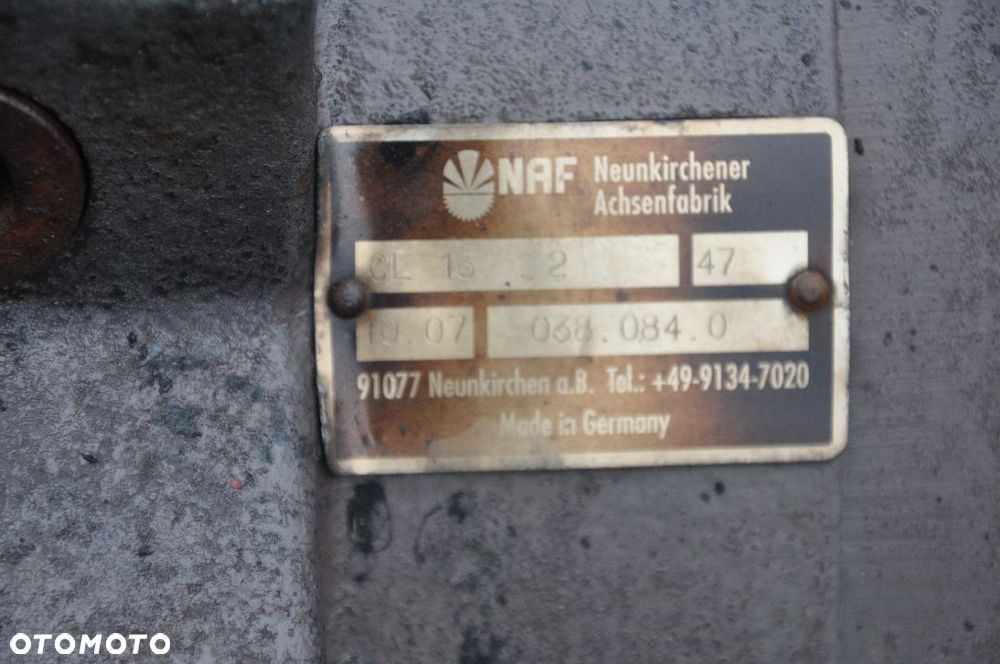 NAF Neunkirchener
Achsenfabrik
CL 13 2 47
10.07 038.084.0
91077 Neunkirchen a.B. Tel.: +49-9134-7020
Made in Germany
OTOMOTO